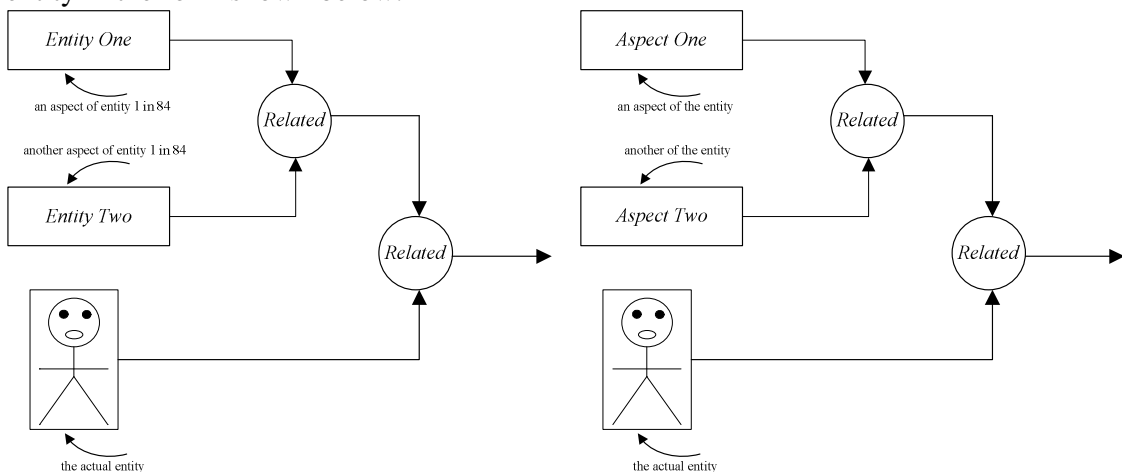 Entity One
an aspect of entity 1 in 84
Related
another aspect of entity 1 in 84
Entity Two
Related
the actual entity
Aspect One
an aspect of the entity
Related
another of the entity
Aspect Two
Related
the actual entity